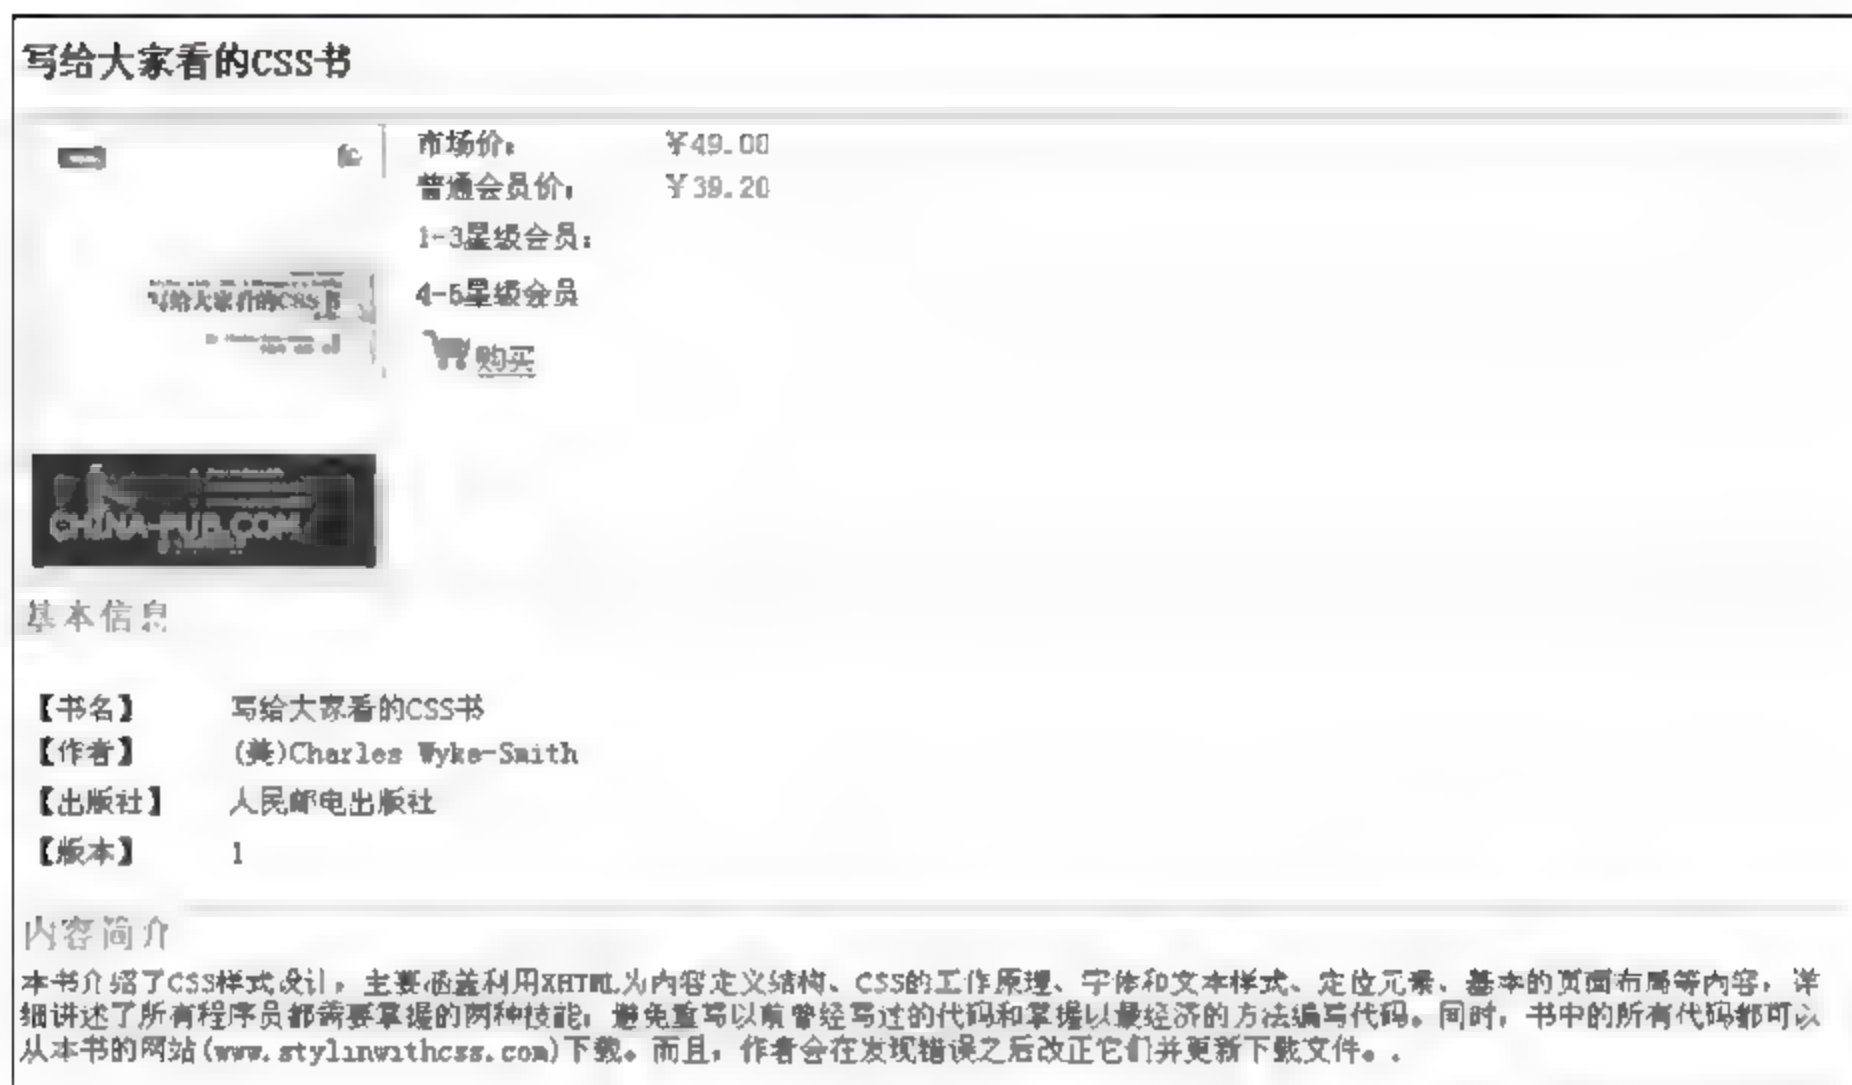 写给大家看的CSS书
市场价: ¥49.00
普通会员价: ¥39.20
1-3星级会员:
写给大家看的CSS书
4-5星级会员
购买
CHINA-PUB.COM
基本信息
【书名】 写给大家看的CSS书
【作者】 (美)Charles Wyke-Smith
【出版社】 人民邮电出版社
【版本】 1
内容简介
本书介绍了CSS样式设计，主要涵盖利用XHTML为内容定义结构、CSS的工作原理、字体和文本样式、定位元素、基本的页面布局等内容，详
细讲述了所有程序员都需要掌握的两种技能：避免重写以前曾经写过的代码和掌握以最经济的方法编写代码。同时，书中的所有代码都可以
从本书的网站(www.stylinwithcss.com)下载。而且，作者会在发现错误之后改正它们并更新下载文件。.